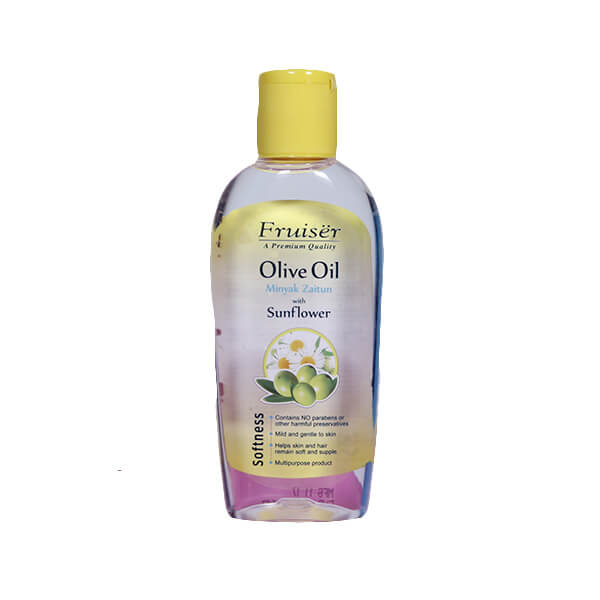 Fruisër
A Premium Quality
Olive Oil
Minyak Zaitun
with
Sunflower
Softness
Contains NO parabens or
other harmful preservatives
Mild and gentle to skin
Helps skin and hair
remain soft and supple
Multipurpose product